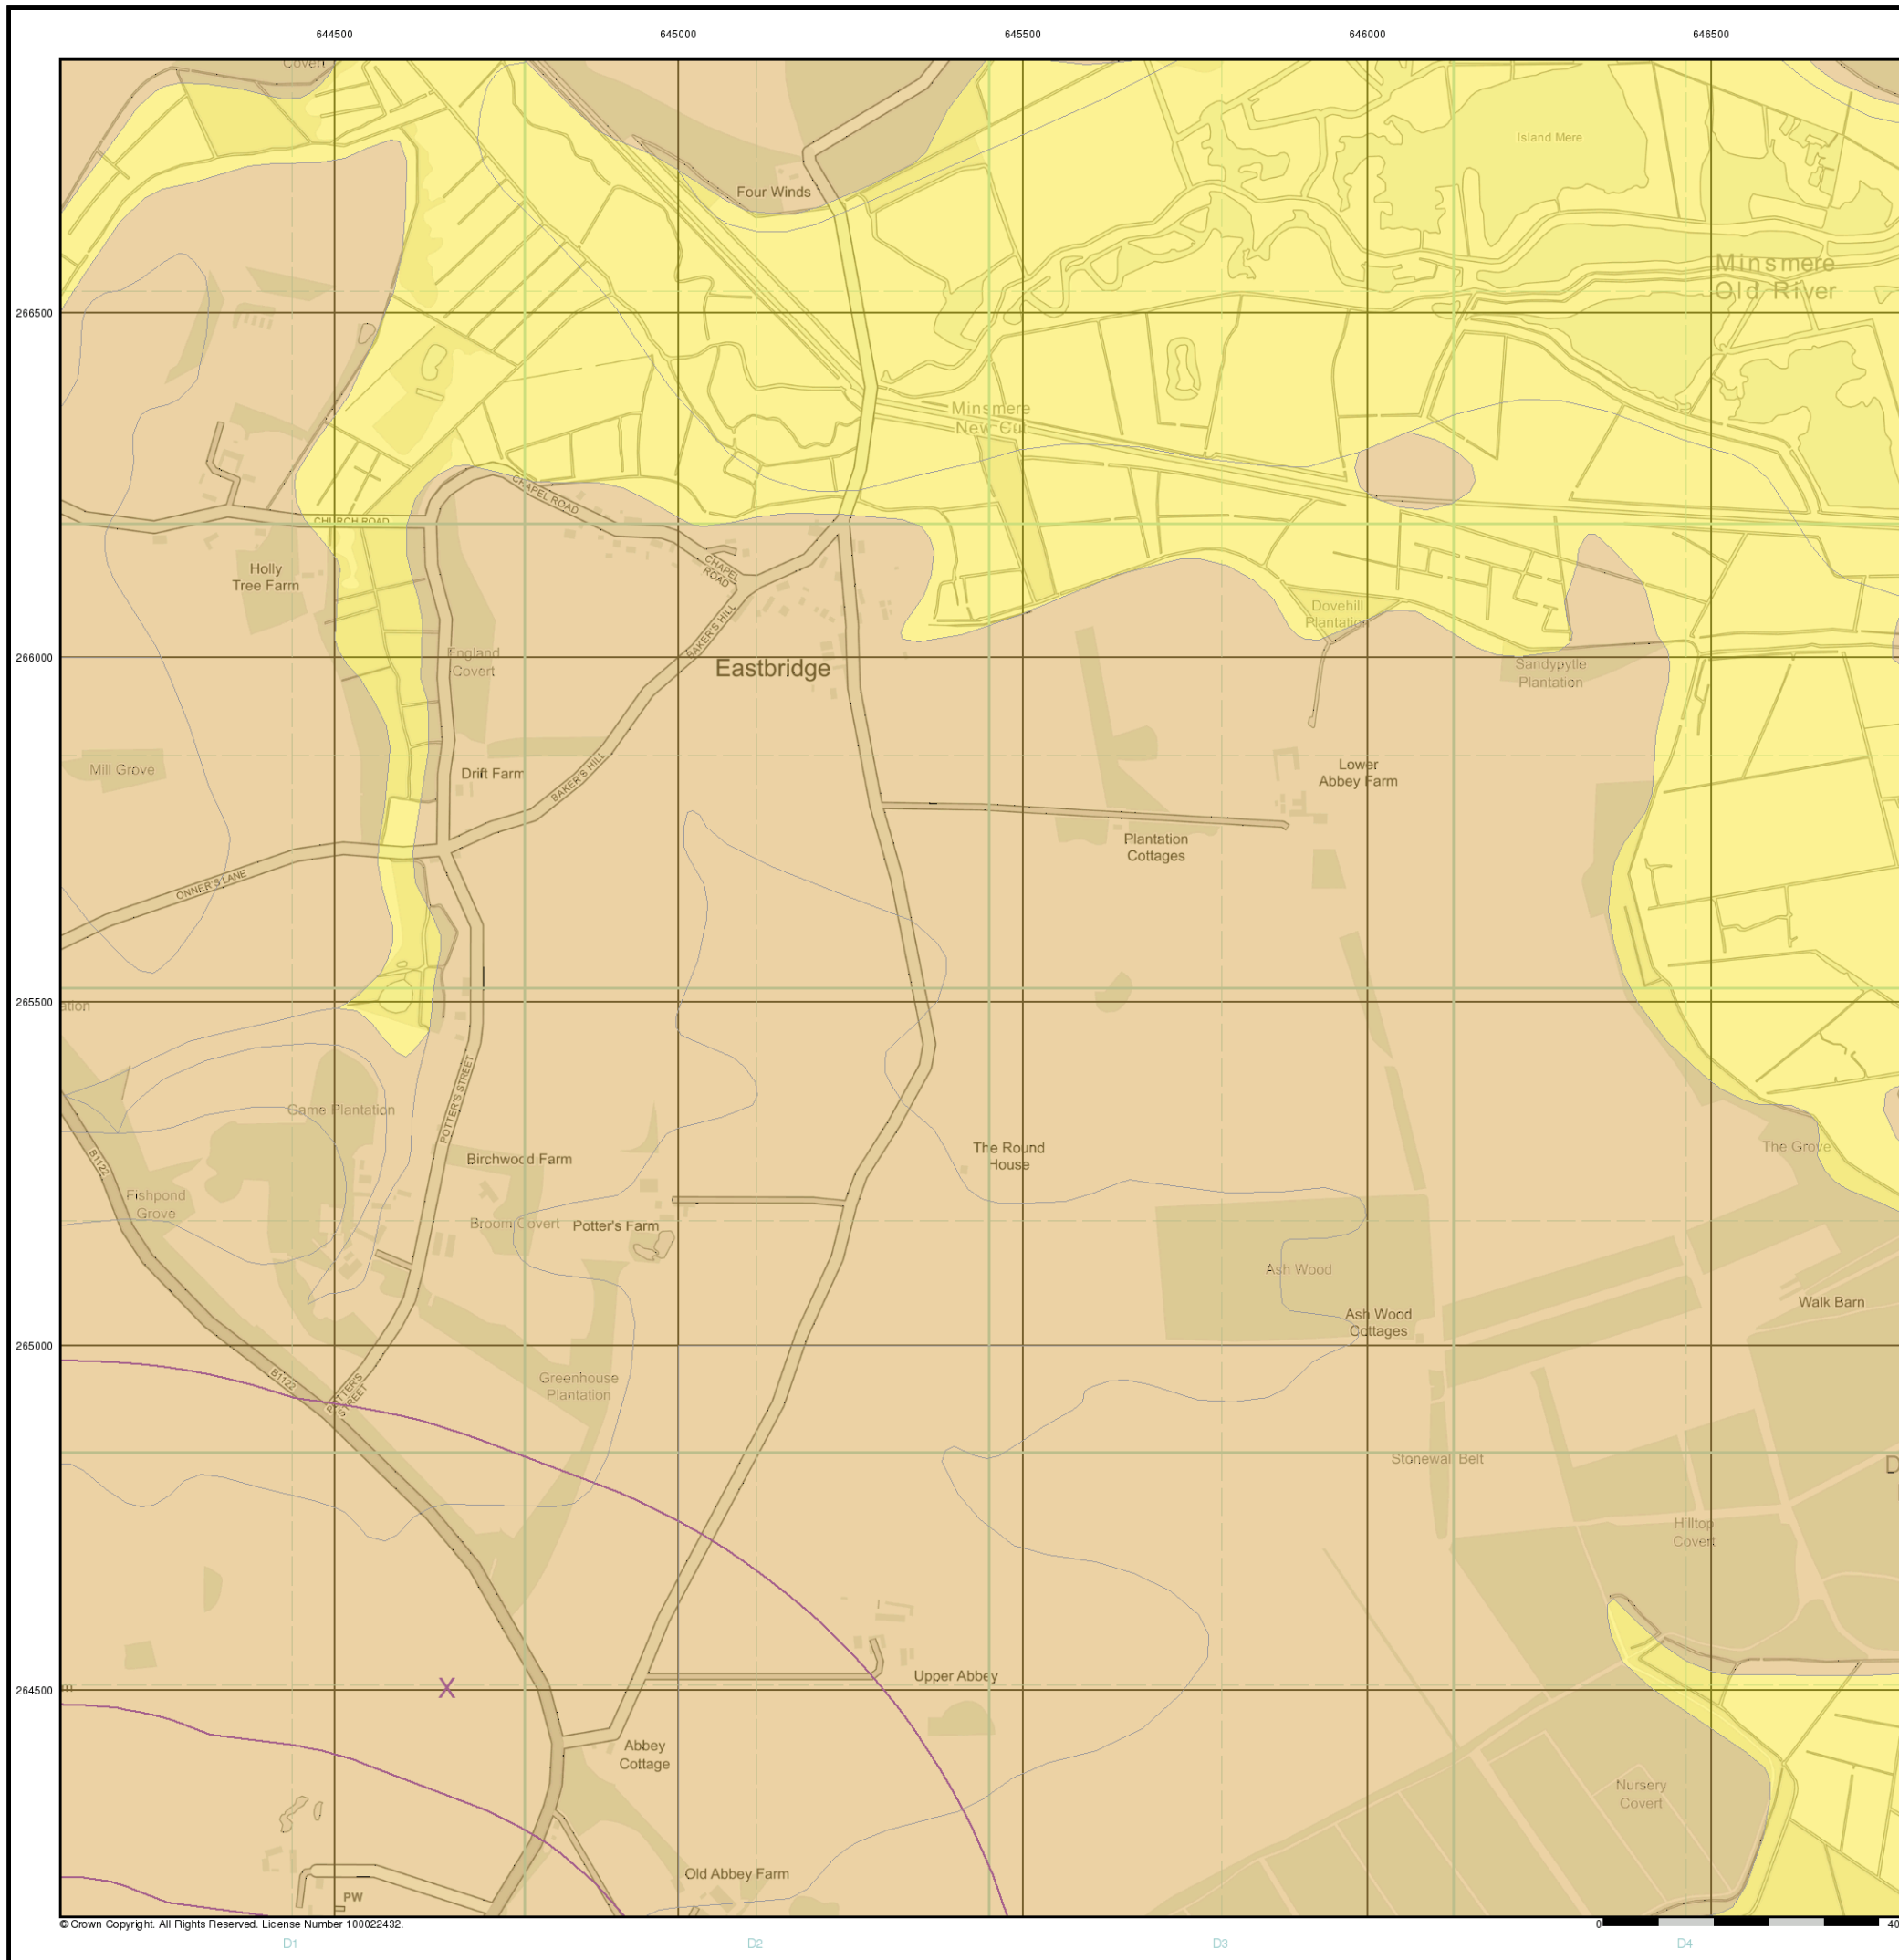 644500 645000 645500 646000 646500
Covert
Island Mere
Four Winds
Minsmere
Old River
266500
Minsmere
New Cut
CHAPEL ROAD
CHURCH ROAD
Holly
Tree Farm
CHAPEL
ROAD
BAKER'S HILL
Dovehill
Plantation
266000
England
Covert
Eastbridge
Sandypytle
Plantation
Mill Grove
Drift Farm
BAKER'S HILL
Lower
Abbey Farm
Plantation
Cottages
ONNER'S LANE
265500
ation
POTTER'S STREET
Game Plantation
B1122
Birchwood Farm
The Round
House
The Grove
Fishpond
Grove
Broom Covert
Potter's Farm
Ash Wood
Walk Barn
Ash Wood
Cottages
265000
B1122
POTTER'S
STREET
Greenhouse
Plantation
Stonewall Belt
D
Hilltop
Covert
264500
m
X
Upper Abbey
Abbey
Cottage
Nursery
Covert
Old Abbey Farm
PW
© Crown Copyright. All Rights Reserved. License Number 100022432.
0 40
D1 D2 D3 D4